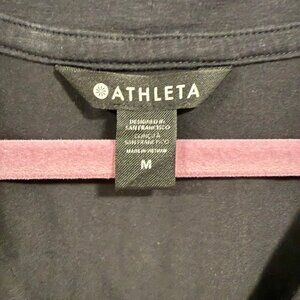 ATHLETA
DESIGNED IN
SAN FRANCISCO
CONÇU À
SAN FRANCISCO
MADE IN VIETNAM
M